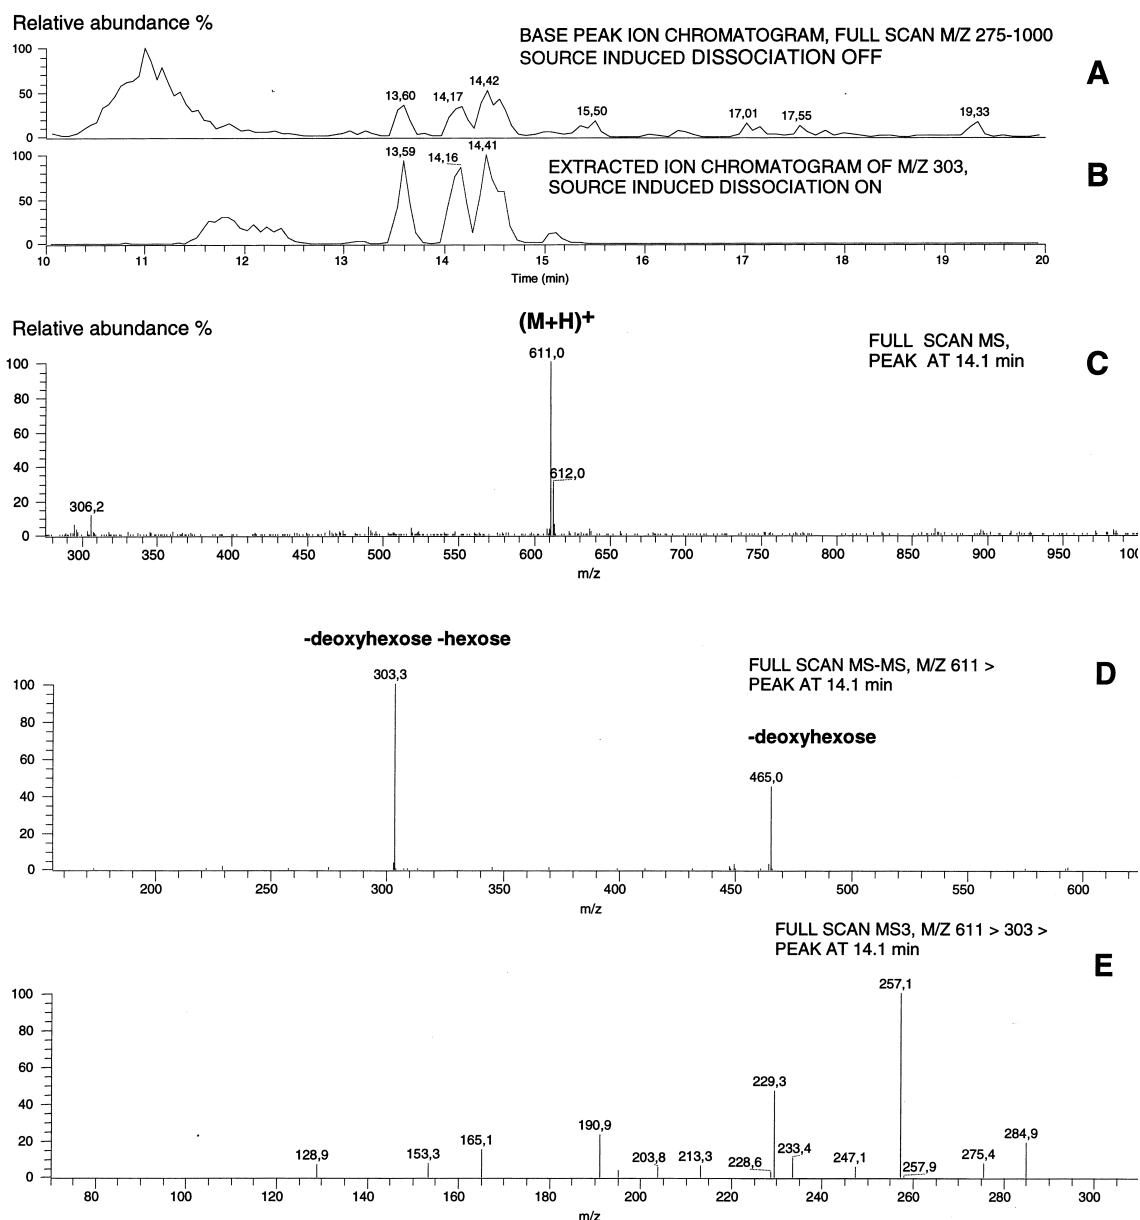 Relative abundance %
BASE PEAK ION CHROMATOGRAM, FULL SCAN M/Z 275-1000
SOURCE INDUCED DISSOCIATION OFF
A
100
50
0
13,60
14,17
14,42
15,50
17,01
17,55
19,33
EXTRACTED ION CHROMATOGRAM OF M/Z 303,
SOURCE INDUCED DISSOCIATION ON
B
100
50
0
13,59
14,16
14,41
10 11 12 13 14 15 16 17 18 19 20
Time (min)
Relative abundance %
(M+H)+
FULL SCAN MS,
PEAK AT 14.1 min
C
100
80
60
40
20
0
611,0
612,0
306,2
300 350 400 450 500 550 600 650 700 750 800 850 900 950 100
m/z
-deoxyhexose -hexose
FULL SCAN MS-MS, M/Z 611 >
PEAK AT 14.1 min
D
-deoxyhexose
100
80
60
40
20
0
303,3
465,0
200 250 300 350 400 450 500 550 600
m/z
FULL SCAN MS3, M/Z 611 > 303 >
PEAK AT 14.1 min
E
100
80
60
40
20
0
128,9
153,3
165,1
190,9
203,8
213,3
228,6
229,3
233,4
247,1
257,1
257,9
275,4
284,9
80 100 120 140 160 180 200 220 240 260 280 300
m/z